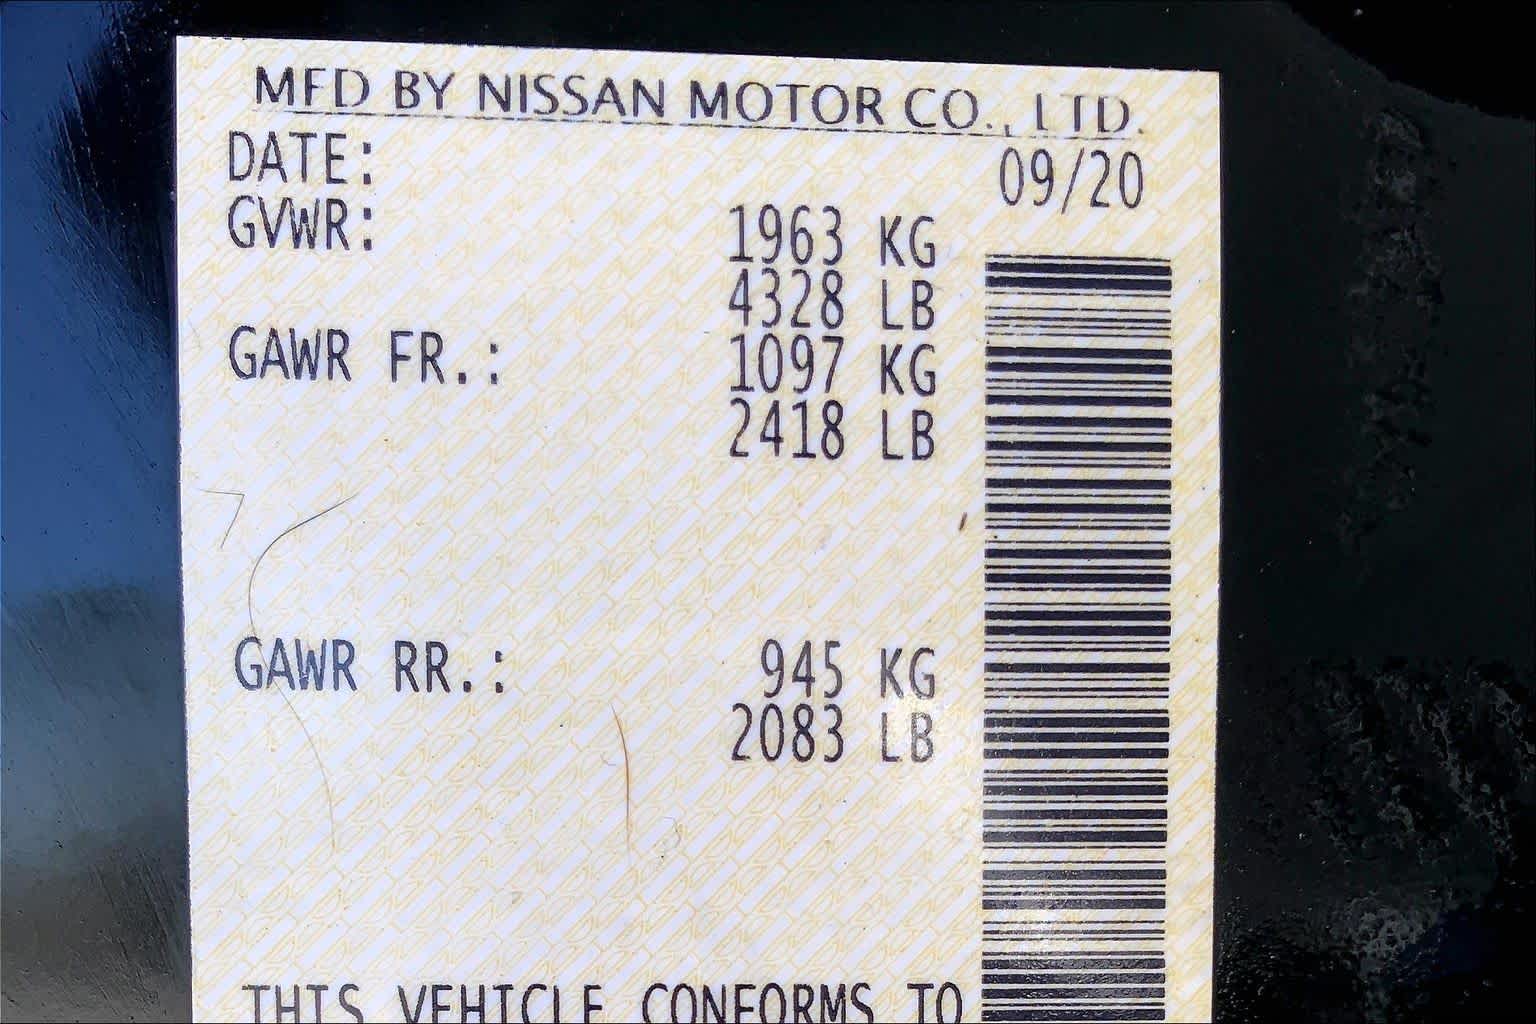 MFD BY NISSAN MOTOR CO., LTD.
DATE: 09/20
GVWR: 1963 KG
4328 LB
GAWR FR.: 1097 KG
2418 LB
GAWR RR.: 945 KG
2083 LB
THIS VEHICLE CONFORMS TO